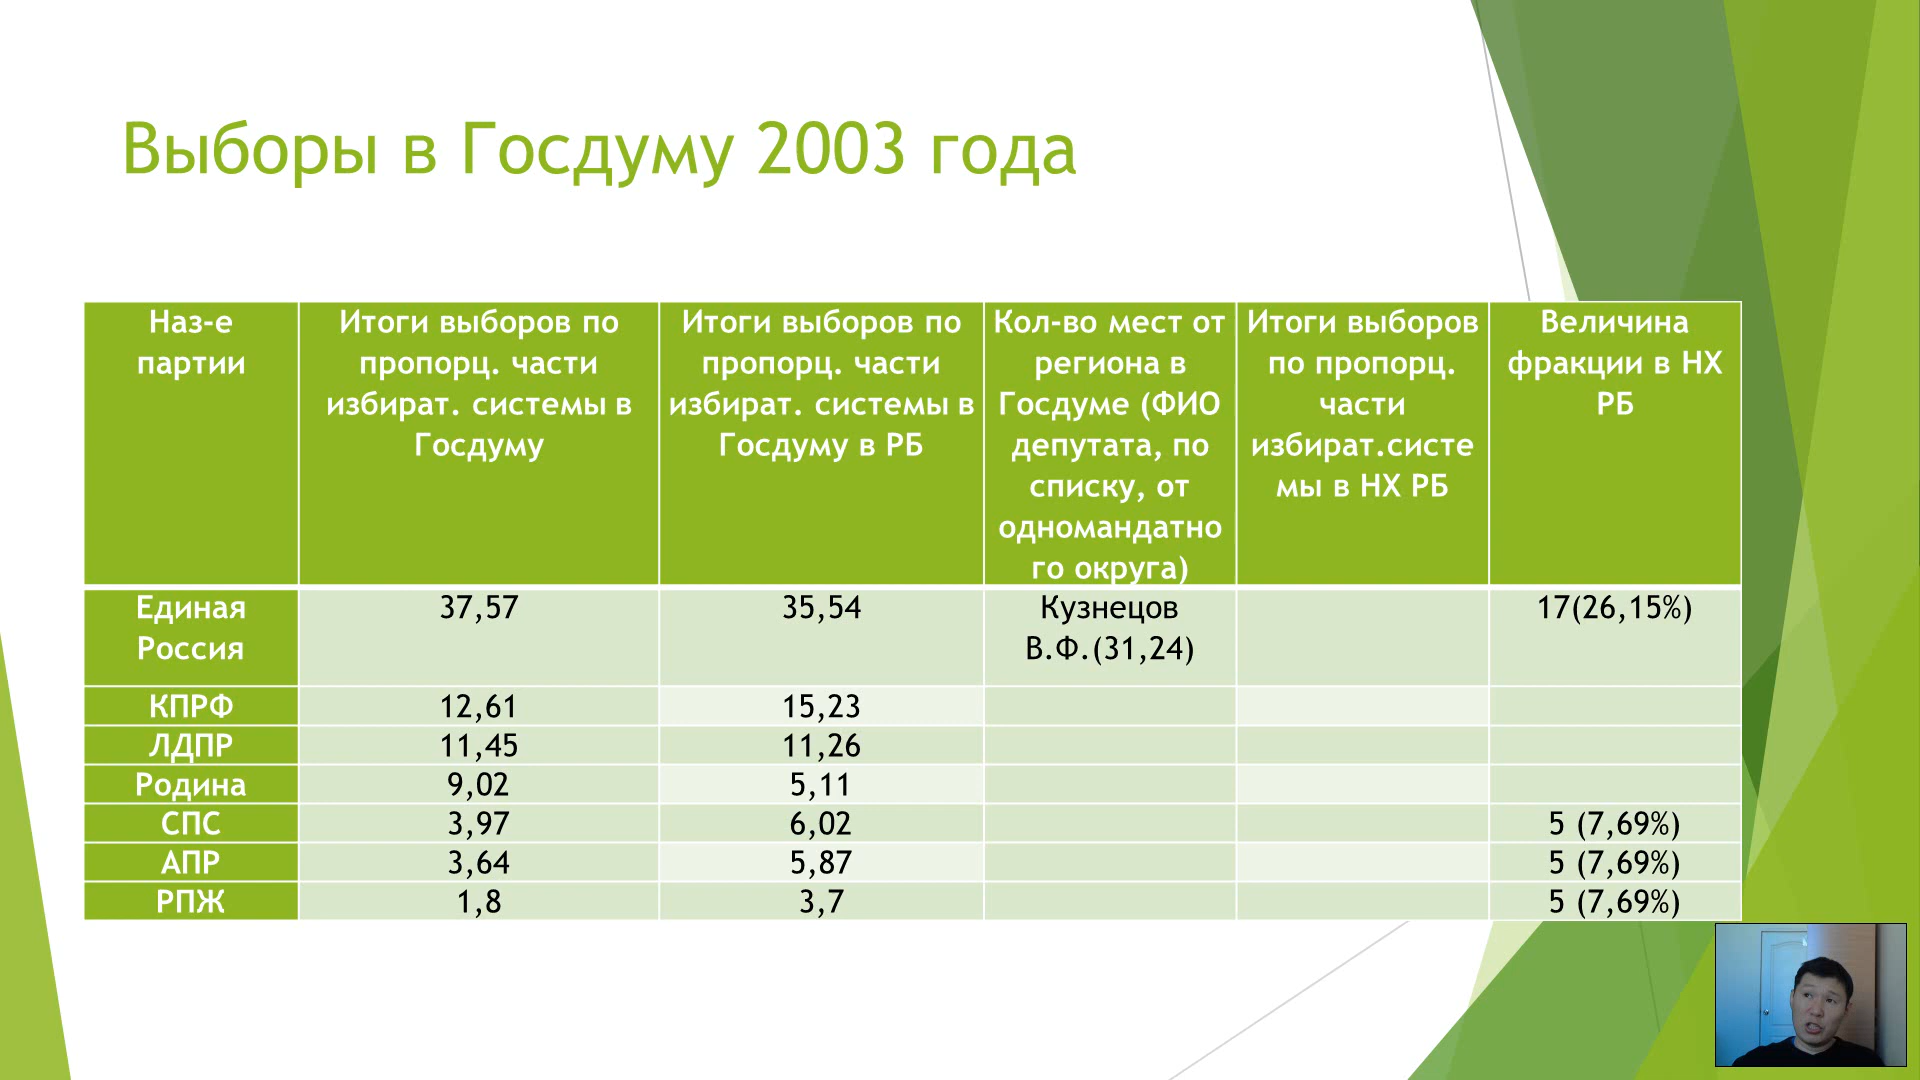 Выборы в Госдуму 2003 года
Наз-е
партии
Итоги выборов по
пропорц. части
избират. системы в
Госдуму
Итоги выборов по
пропорц. части
избират. системы в
Госдуму в РБ
Кол-во мест от
региона в
Госдуме (ФИО
депутата, по
списку, от
одномандатно
го округа)
Итоги выборов
по пропорц.
части
избират.систе
мы в НХ РБ
Величина
фракции в НХ
РБ
Единая
Россия
37,57
35,54
Кузнецов
В.Ф.(31,24)
17(26,15%)
КПРФ
12,61
15,23
ЛДПР
11,45
11,26
Родина
9,02
5,11
СПС
3,97
6,02
5 (7,69%)
АПР
3,64
5,87
5 (7,69%)
РПЖ
1,8
3,7
5 (7,69%)